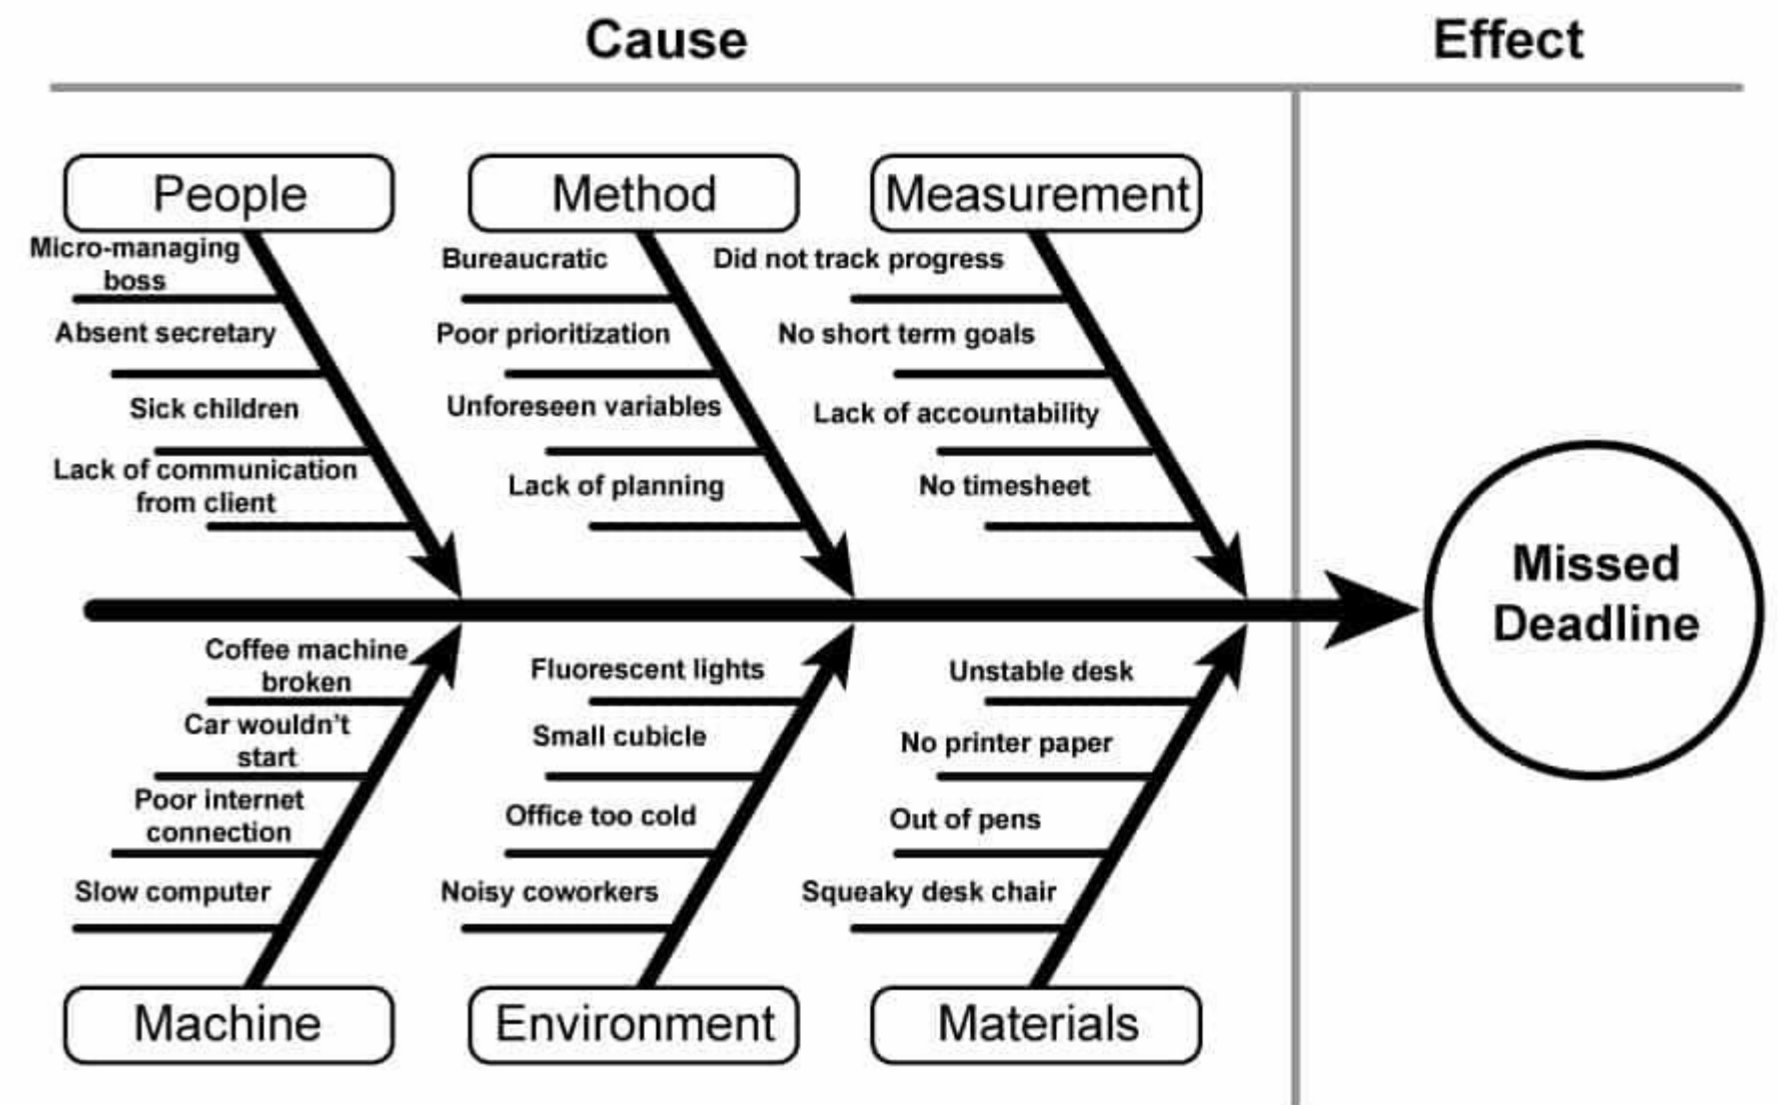 Cause
Effect
People
Method
Measurement
Micro-managing
boss
Absent secretary
Sick children
Lack of communication
from client
Bureaucratic
Poor prioritization
Unforeseen variables
Lack of planning
Did not track progress
No short term goals
Lack of accountability
No timesheet
Missed
Deadline
Coffee machine
broken
Car wouldn't
start
Poor internet
connection
Slow computer
Fluorescent lights
Small cubicle
Office too cold
Noisy coworkers
Unstable desk
No printer paper
Out of pens
Squeaky desk chair
Machine
Environment
Materials